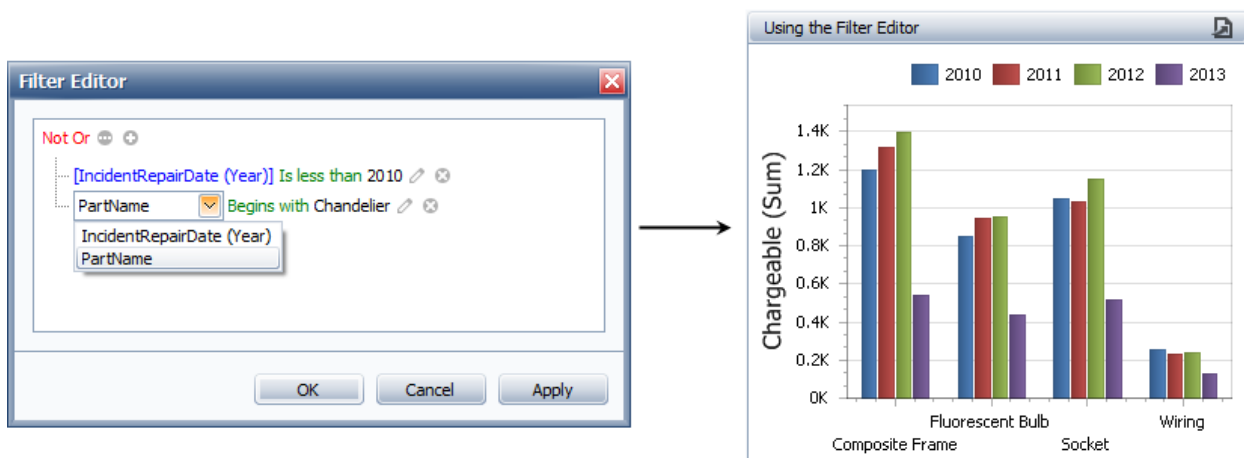 Filter Editor
Not Or
[IncidentRepairDate (Year)] Is less than 2010
PartName Begins with Chandelier
IncidentRepairDate (Year)
PartName
OK Cancel Apply
Using the Filter Editor
2010 2011 2012 2013
Chargeable (Sum)
1.4K
1.2K
1K
0.8K
0.6K
0.4K
0.2K
0K
Fluorescent Bulb Wiring
Composite Frame Socket